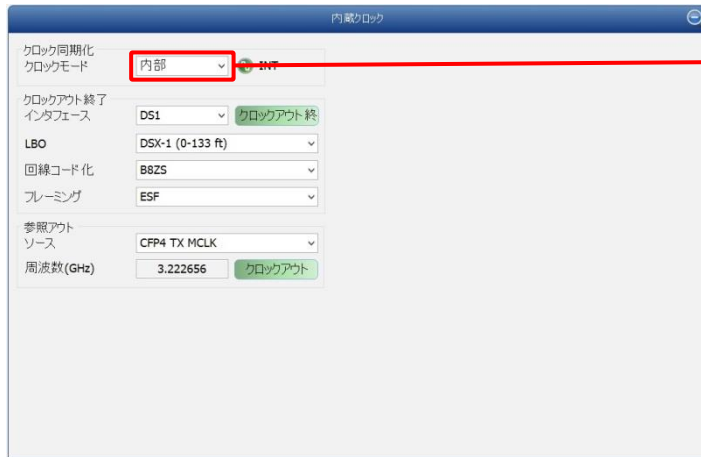 内蔵クロック
クロック同期化
クロックモード 内部 INT
クロックアウト終了
インタフェース DS1 クロックアウト終
LBO DSX-1 (0-133 ft)
回線コード化 B8ZS
フレーミング ESF
参照アウト
ソース CFP4 TX MCLK
周波数(GHz) 3.222656 クロックアウト